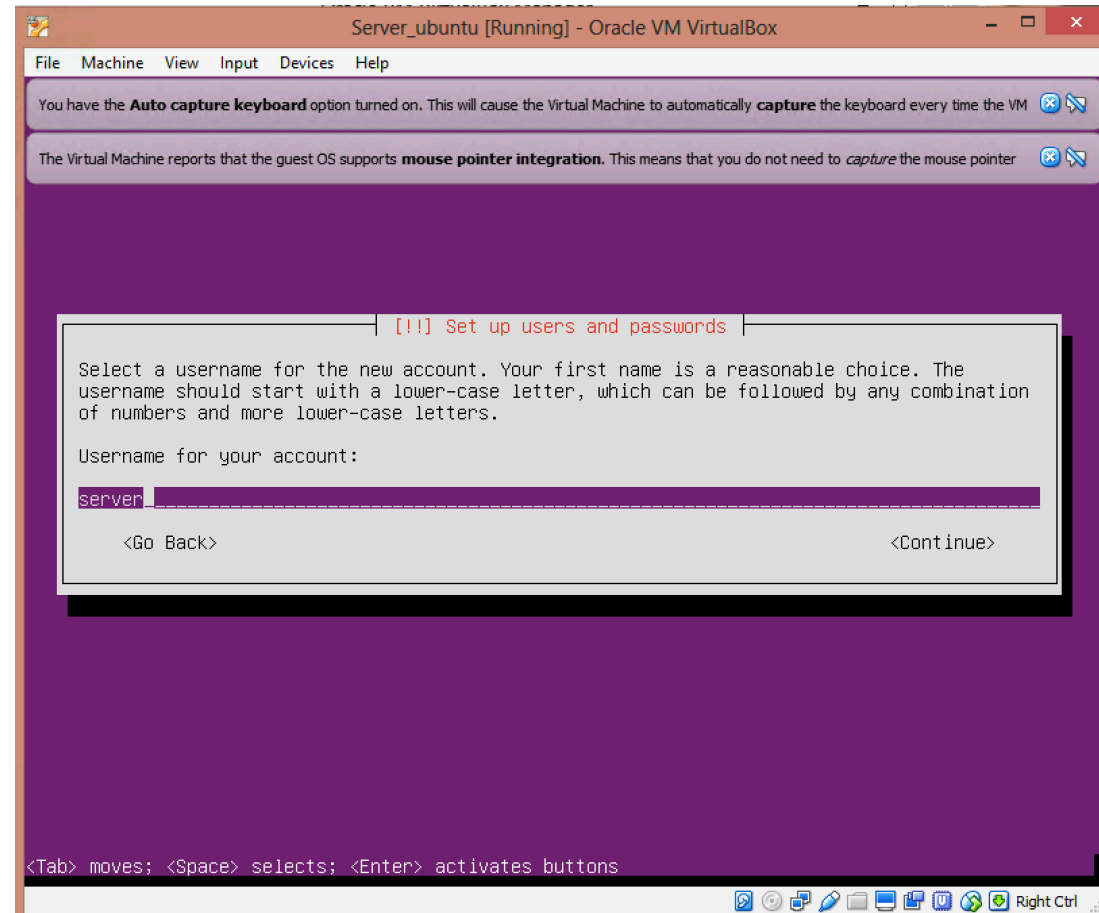 Server_ubuntu [Running] - Oracle VM VirtualBox
File Machine View Input Devices Help
You have the Auto capture keyboard option turned on. This will cause the Virtual Machine to automatically capture the keyboard every time the VM
The Virtual Machine reports that the guest OS supports mouse pointer integration. This means that you do not need to capture the mouse pointer
[!!] Set up users and passwords
Select a username for the new account. Your first name is a reasonable choice. The
username should start with a lower-case letter, which can be followed by any combination
of numbers and more lower-case letters.
Username for your account:
server
<Go Back> <Continue>
<Tab> moves; <Space> selects; <Enter> activates buttons
Right Ctrl